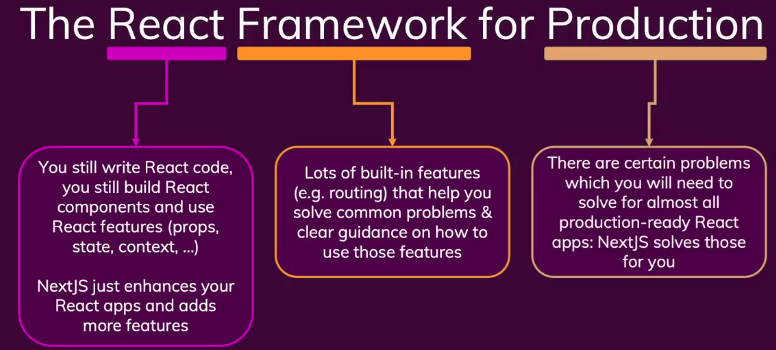 The React Framework for Production
You still write React code,
you still build React
components and use
React features (props,
state, context, ...)
NextJS just enhances your
React apps and adds
more features
Lots of built-in features
(e.g. routing) that help you
solve common problems &
clear guidance on how to
use those features
There are certain problems
which you will need to
solve for almost all
production-ready React
apps: NextJS solves those
for you